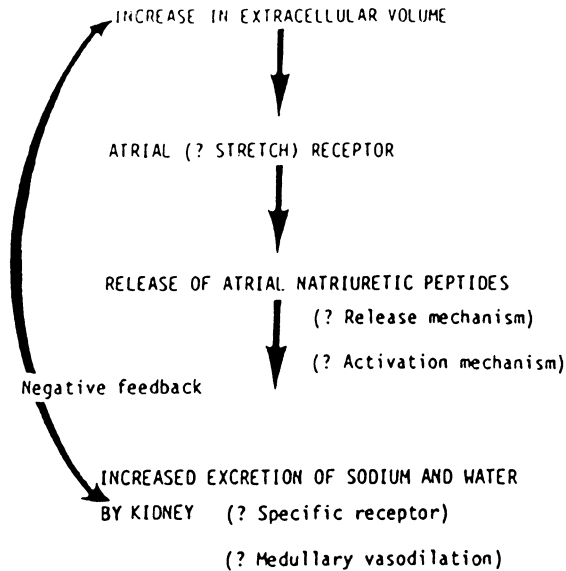 INCREASE IN EXTRACELLULAR VOLUME
ATRIAL (? STRETCH) RECEPTOR
RELEASE OF ATRIAL NATRIURETIC PEPTIDES
(? Release mechanism)
(? Activation mechanism)
Negative feedback
INCREASED EXCRETION OF SODIUM AND WATER
BY KIDNEY (? Specific receptor)
(? Medullary vasodilation)